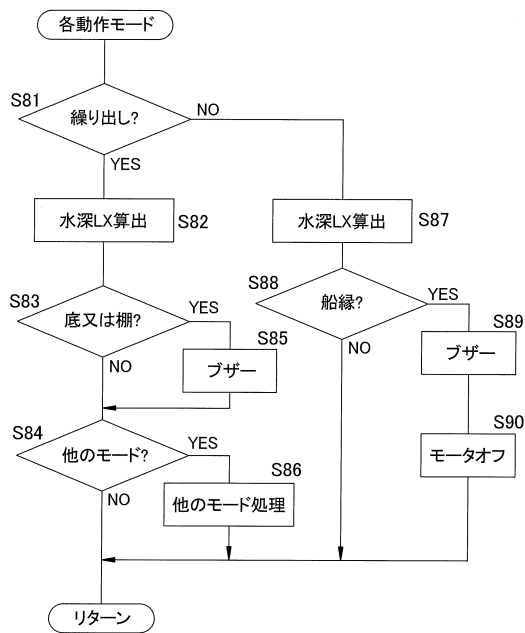 各動作モード
S81
繰り出し?
NO
YES
水深LX算出
S82
水深LX算出
S87
S88
船縁?
YES
NO
S83
底又は棚?
YES
NO
S85
ブザー
S89
ブザー
S84
他のモード?
YES
NO
S86
他のモード処理
S90
モータオフ
リターン